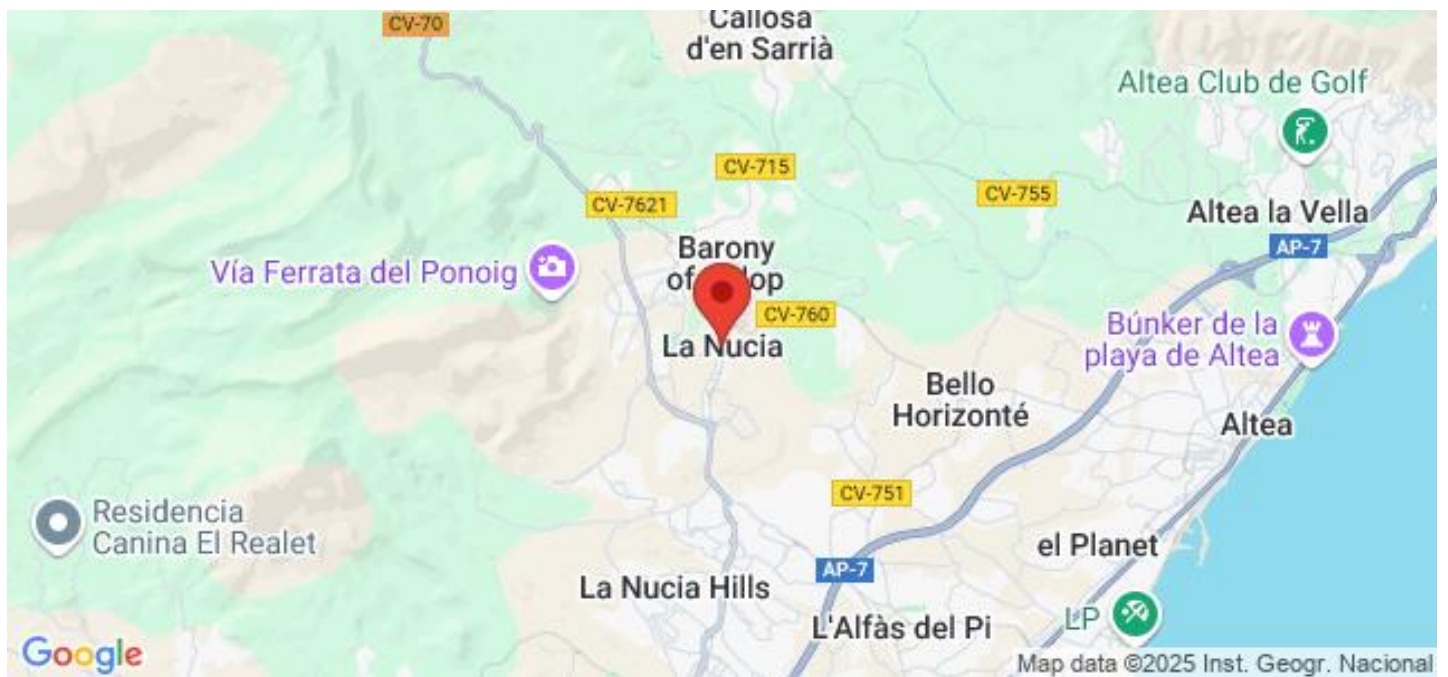 CV-70
Callosa
d'en Sarrià
Altea Club de Golf
CV-715
CV-755
CV-7621
Altea la Vella
AP-7
Barony
of
Vía Ferrata del Ponoig
CV-760
La Nucia
Búnker de la
playa de Altea
Bello
Horizonté
Altea
CV-751
Residencia
Canina El Realet
el Planet
AP-7
La Nucia Hills
LP
L'Alfàs del Pi
Google
Map data ©2025 Inst. Geogr. Nacional